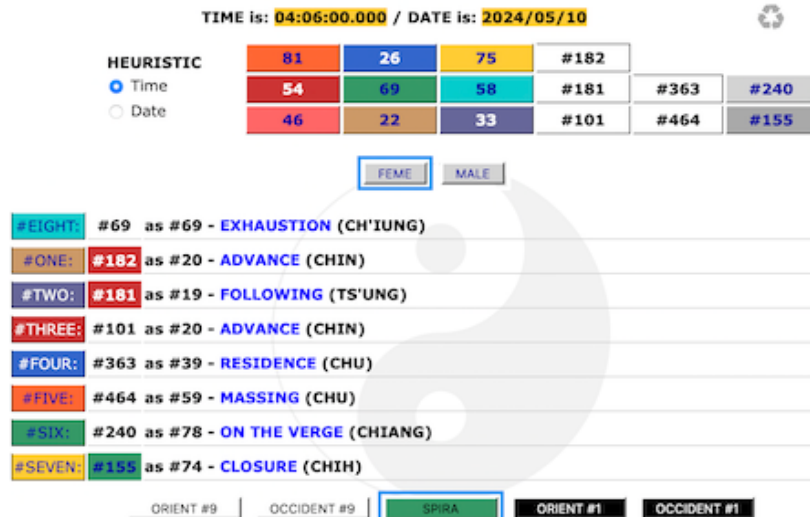 TIME is: 04:06:00.000 / DATE is: 2024/05/10
HEURISTIC
Time
Date
81 26 75 #182
54 69 58 #181 #363 #240
46 22 33 #101 #464 #155
FEME MALE
#EIGHT: #69 as #69 - EXHAUSTION (CH'IUNG)
#ONE: #182 as #20 - ADVANCE (CHIN)
#TWO: #181 as #19 - FOLLOWING (TS'UNG)
#THREE: #101 as #20 - ADVANCE (CHIN)
#FOUR: #363 as #39 - RESIDENCE (CHU)
#FIVE: #464 as #59 - MASSING (CHU)
#SIX: #240 as #78 - ON THE VERGE (CHIANG)
#SEVEN: #155 as #74 - CLOSURE (CHIH)
ORIENT #9 OCCIDENT #9 SPIRA ORIENT #1 OCCIDENT #1